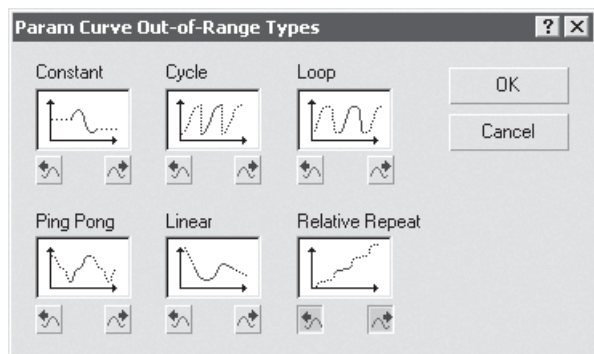 Param Curve Out-of-Range Types
Constant Cycle Loop
OK
Cancel
Ping Pong Linear Relative Repeat